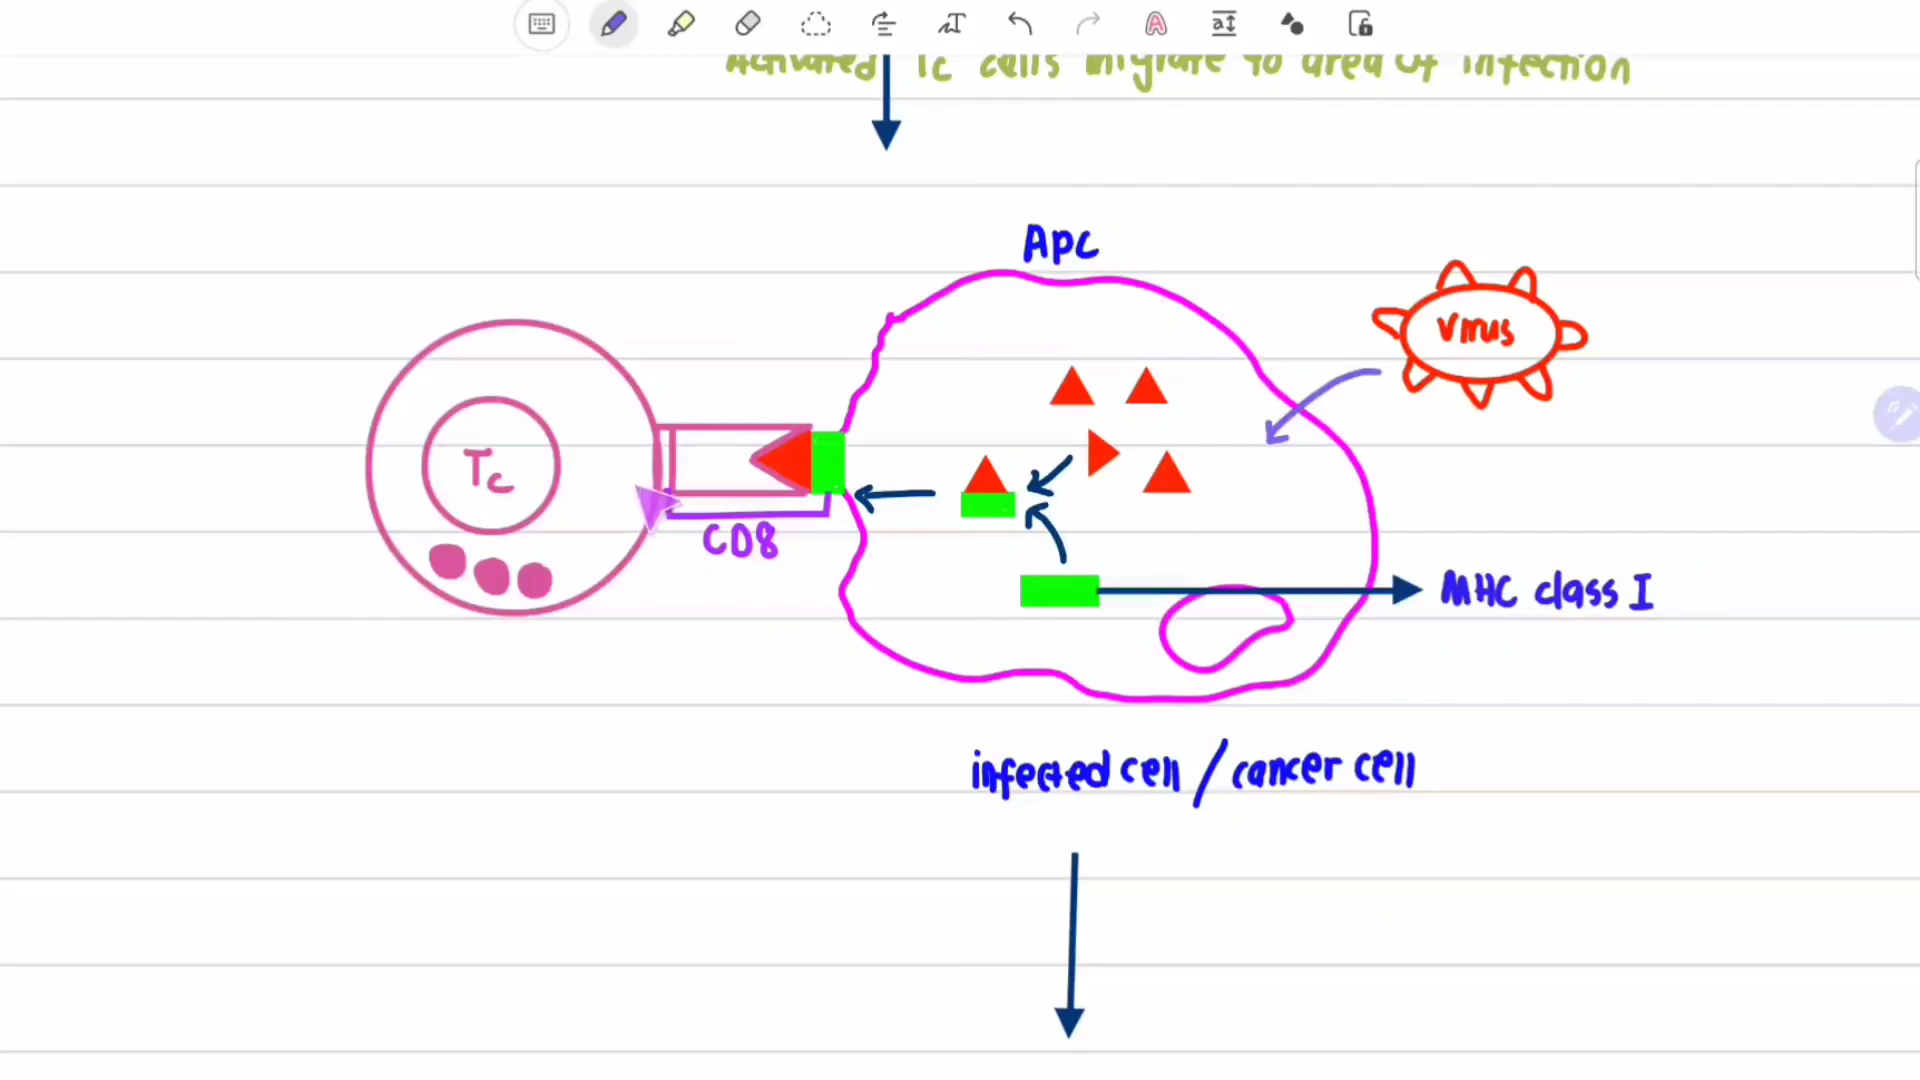 Activated Tc cells migrate to area of infection
APC
Virus
Tc
CD8
MHC class I
infected cell / cancer cell